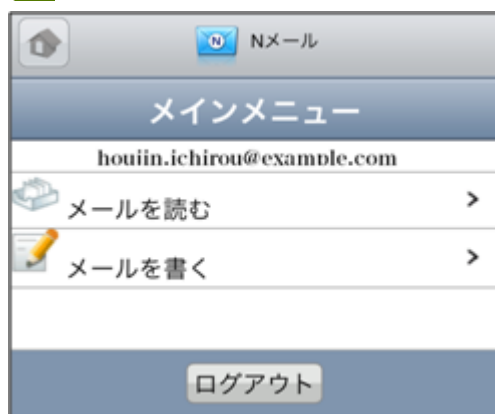 Nメール
メインメニュー
houjin.ichirou@example.com
メールを読む
メールを書く
ログアウト